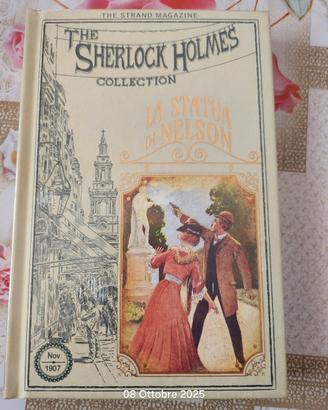 ·THE STRAND MAGAZINE·
THE
SHERLOCK HOLMES
COLLECTION
LA STATUA
DI NELSON
Nov
1907
08 Ottobre 2025